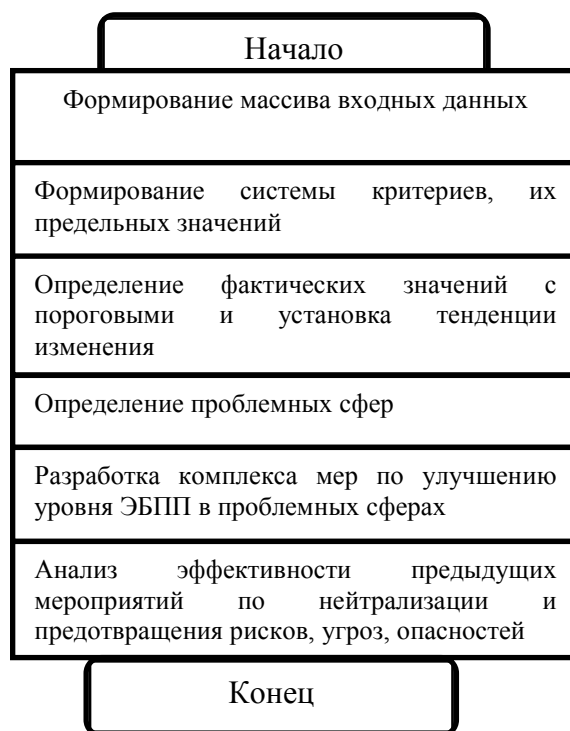 Начало
Формирование массива входных данных
Формирование системы критериев, их
предельных значений
Определение фактических значений с
пороговыми и установка тенденции
изменения
Определение проблемных сфер
Разработка комплекса мер по улучшению
уровня ЭБПП в проблемных сферах
Анализ эффективности предыдущих
мероприятий по нейтрализации и
предотвращения рисков, угроз, опасностей
Конец